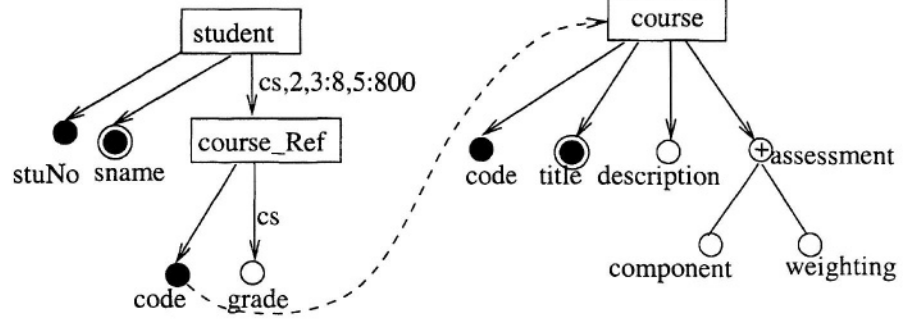 student
course
cs,2,3:8,5:800
course_Ref
stuNo
sname
code
title
description
+
assessment
cs
component
weighting
code
grade